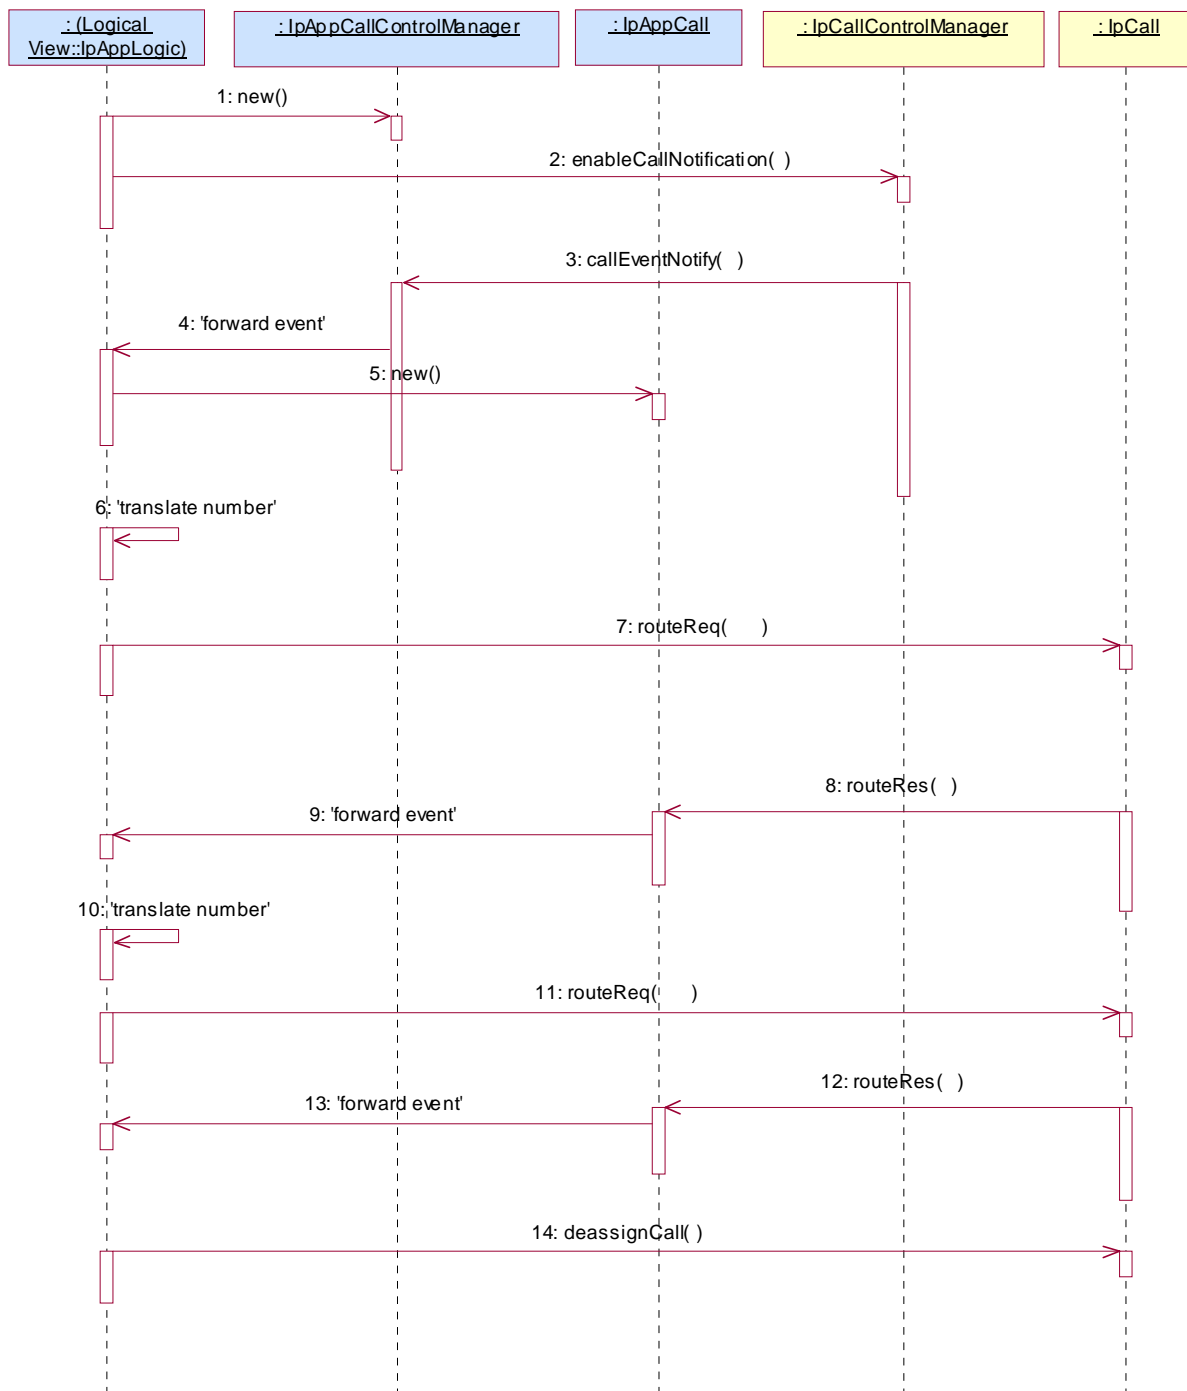 : (Logical
View::IpAppLogic)
: IpAppCallControlManager
: IpAppCall
: IpCallControlManager
: IpCall
1: new()
2: enableCallNotification( )
3: callEventNotify( )
4: 'forward event'
5: new()
6: 'translate number'
7: routeReq( )
8: routeRes( )
9: 'forward event'
10: 'translate number'
11: routeReq( )
12: routeRes( )
13: 'forward event'
14: deassignCall( )